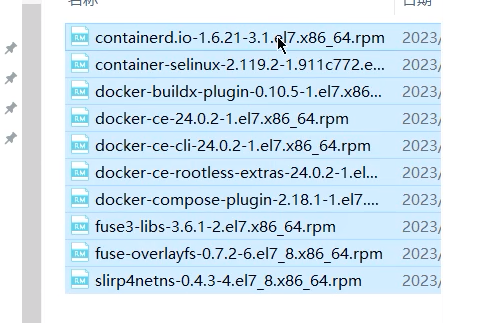 名称 日期
containerd.io-1.6.21-3.1.el7.x86_64.rpm 2023/
container-selinux-2.119.2-1.911c772.e... 2023/
docker-buildx-plugin-0.10.5-1.el7.x86... 2023/
docker-ce-24.0.2-1.el7.x86_64.rpm 2023/
docker-ce-cli-24.0.2-1.el7.x86_64.rpm 2023/
docker-ce-rootless-extras-24.0.2-1.el... 2023/
docker-compose-plugin-2.18.1-1.el7.... 2023/
fuse3-libs-3.6.1-2.el7.x86_64.rpm 2023/
fuse-overlayfs-0.7.2-6.el7_8.x86_64.rpm 2023/
slirp4netns-0.4.3-4.el7_8.x86_64.rpm 2023/